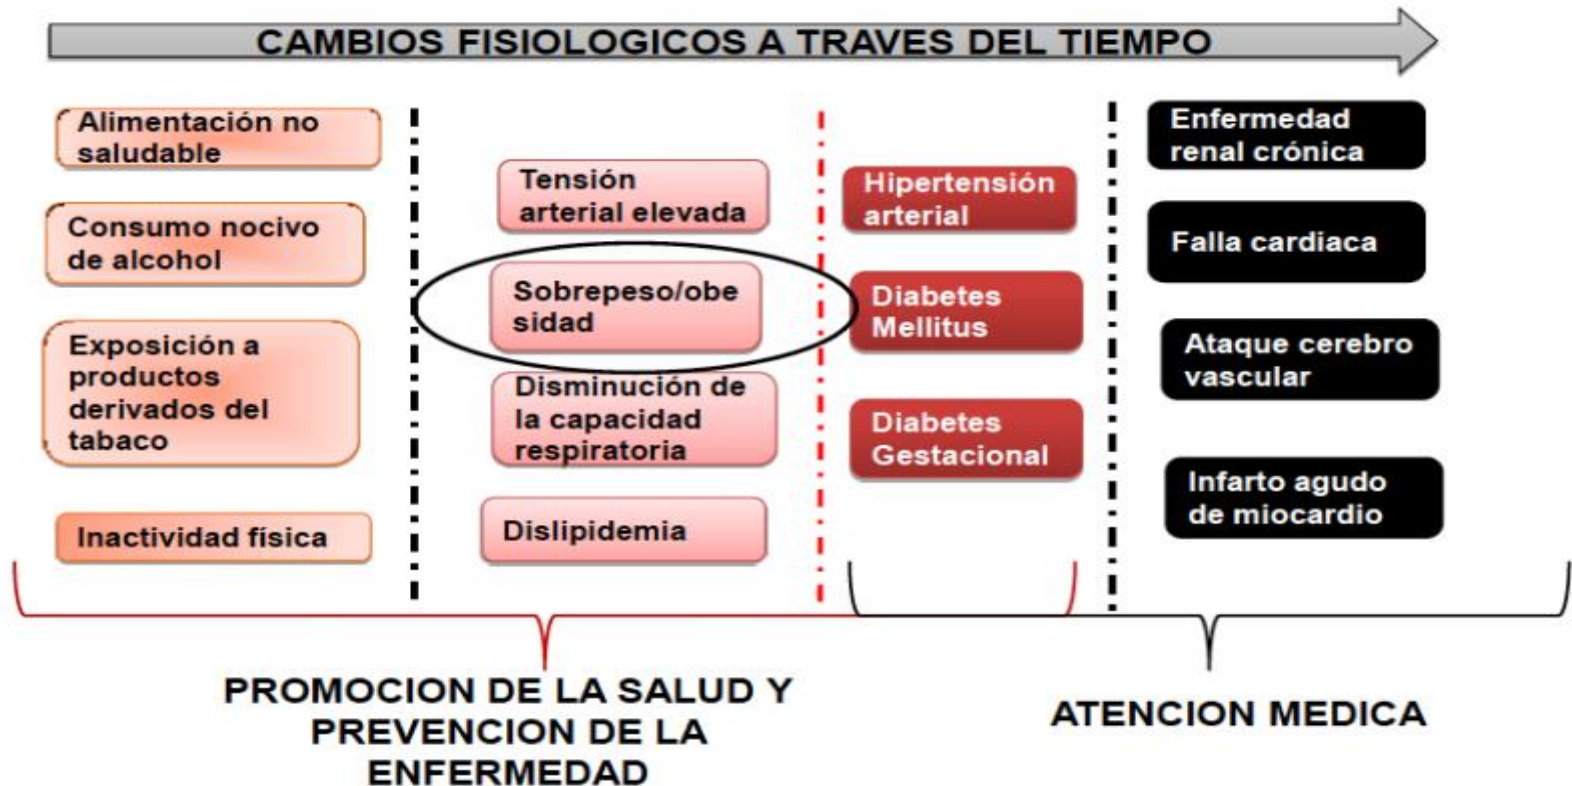 CAMBIOS FISIOLOGICOS A TRAVES DEL TIEMPO
Alimentación no
saludable
Consumo nocivo
de alcohol
Exposición a
productos
derivados del
tabaco
Inactividad física
Tensión
arterial elevada
Sobrepeso/obe
sidad
Disminución de
la capacidad
respiratoria
Dislipidemia
Hipertensión
arterial
Diabetes
Mellitus
Diabetes
Gestacional
Enfermedad
renal crónica
Falla cardiaca
Ataque cerebro
vascular
Infarto agudo
de miocardio
PROMOCION DE LA SALUD Y
PREVENCION DE LA
ENFERMEDAD
ATENCION MEDICA